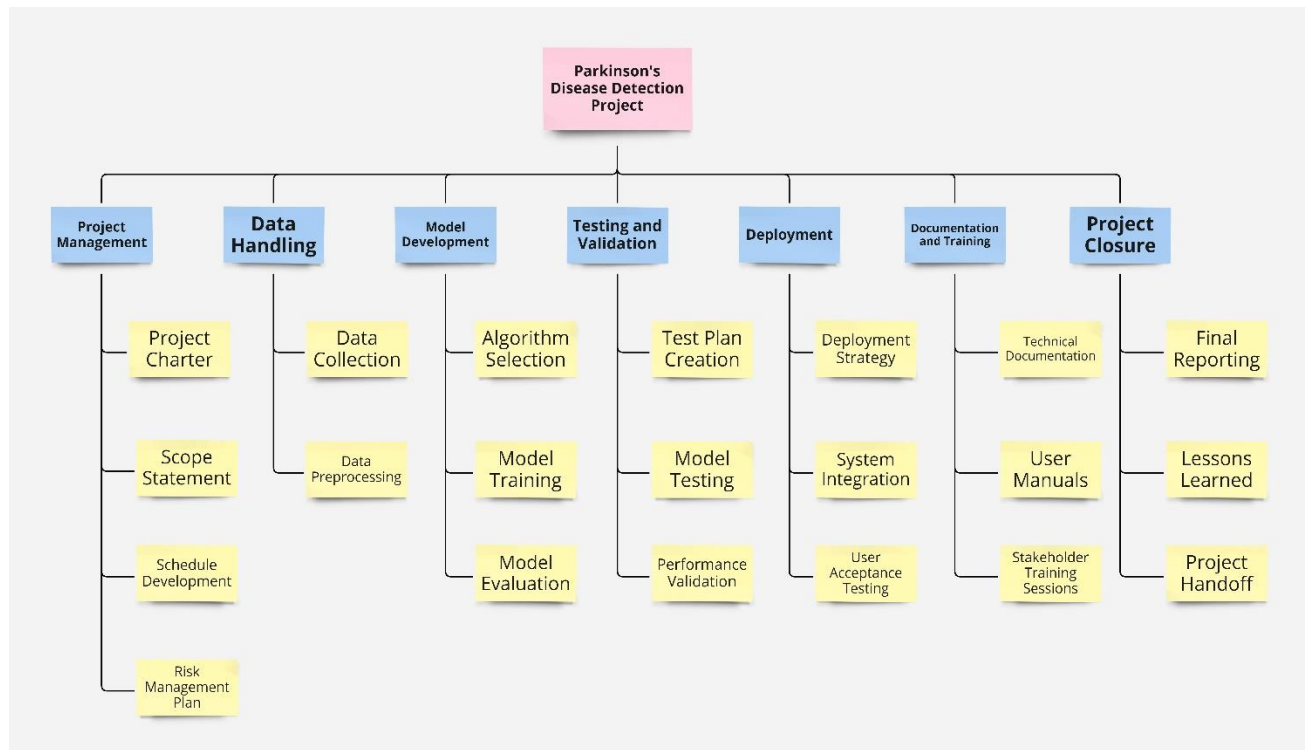 Parkinson's
Disease Detection
Project
Project
Management
Data
Handling
Model
Development
Testing and
Validation
Deployment
Documentation
and Training
Project
Closure
Project
Charter
Data
Collection
Algorithm
Selection
Test Plan
Creation
Deployment
Strategy
Technical
Documentation
Final
Reporting
Scope
Statement
Data
Preprocessing
Model
Training
Model
Testing
System
Integration
User
Manuals
Lessons
Learned
Schedule
Development
Model
Evaluation
Performance
Validation
User
Acceptance
Testing
Stakeholder
Training
Sessions
Project
Handoff
Risk
Management
Plan